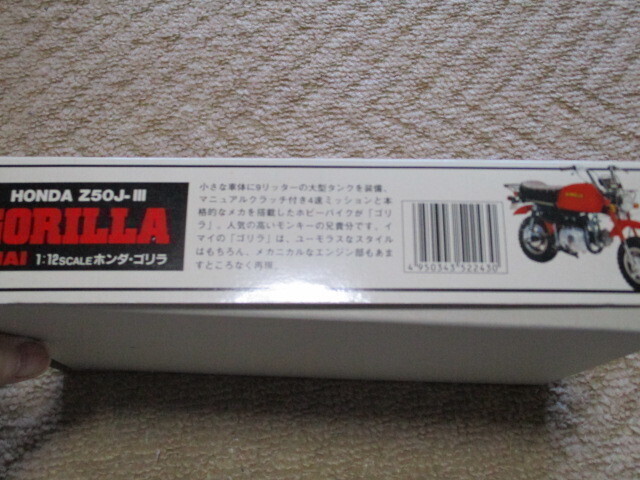 HONDA Z50J-III
GORILLA
1:12SCALEホンダ・ゴリラ
小さな車体に9リッターの大型タンクを装備、
マニュアルクラッチ付き4速ミッションと本
格的なメカを搭載したホビーバイクが「ゴリ
ラ」。人気の高いモンキーの兄貴分です。イ
マイの「ゴリラ」は、ユーモラスなスタイル
はもちろん、メカニカルなエンジン部もあま
すところなく再現。
4 950343 522430